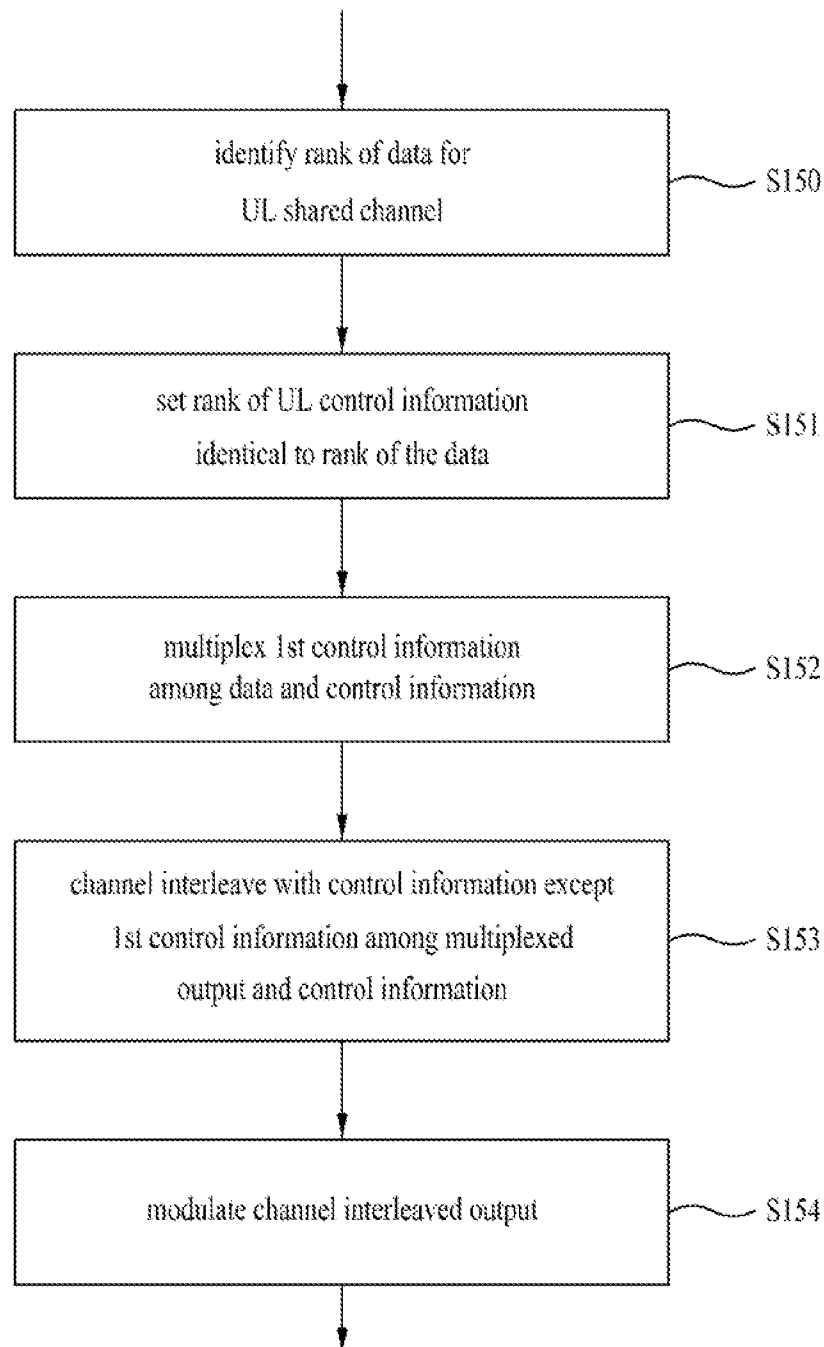 identify rank of data for
UL shared channel
S150
set rank of UL control information
identical to rank of the data
S151
multiplex 1st control information
among data and control information
S152
channel interleave with control information except
1st control information among multiplexed
output and control information
S153
modulate channel interleaved output
S154